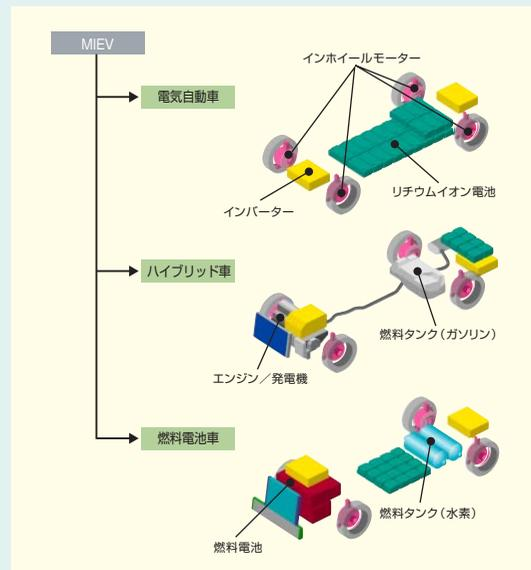 MIEV
インホイールモーター
電気自動車
リチウムイオン電池
インバーター
ハイブリッド車
燃料タンク(ガソリン)
エンジン/発電機
燃料電池車
燃料タンク(水素)
燃料電池